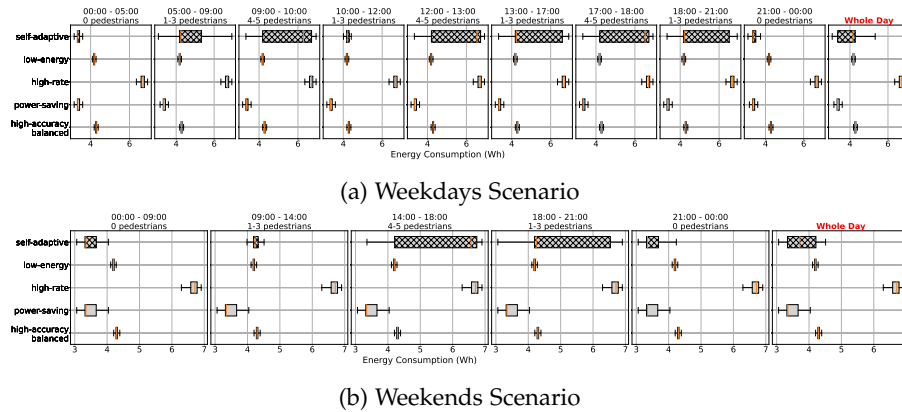 00:00 - 05:00 05:00 - 09:00 09:00 - 10:00 10:00 - 12:00 12:00 - 13:00 13:00 - 17:00 17:00 - 18:00 18:00 - 21:00 21:00 - 00:00 Whole Day
0 pedestrians 1-3 pedestrians 4-5 pedestrians 1-3 pedestrians 4-5 pedestrians 1-3 pedestrians 4-5 pedestrians 1-3 pedestrians 0 pedestrians
self-adaptive
low-energy
high-rate
power-saving
high-accuracy
balanced
4 6 4 6 4 6 4 6 4 6 4 6 4 6 4 6 4 6 4 6
Energy Consumption (Wh)
(a) Weekdays Scenario
00:00 - 09:00 09:00 - 14:00 14:00 - 18:00 18:00 - 21:00 21:00 - 00:00 Whole Day
0 pedestrians 1-3 pedestrians 4-5 pedestrians 1-3 pedestrians 0 pedestrians
self-adaptive
low-energy
high-rate
power-saving
high-accuracy
balanced
3 4 5 6 7 3 4 5 6 7 3 4 5 6 7 3 4 5 6 7 3 4 5 6 7 3 4 5 6
Energy Consumption (Wh)
(b) Weekends Scenario